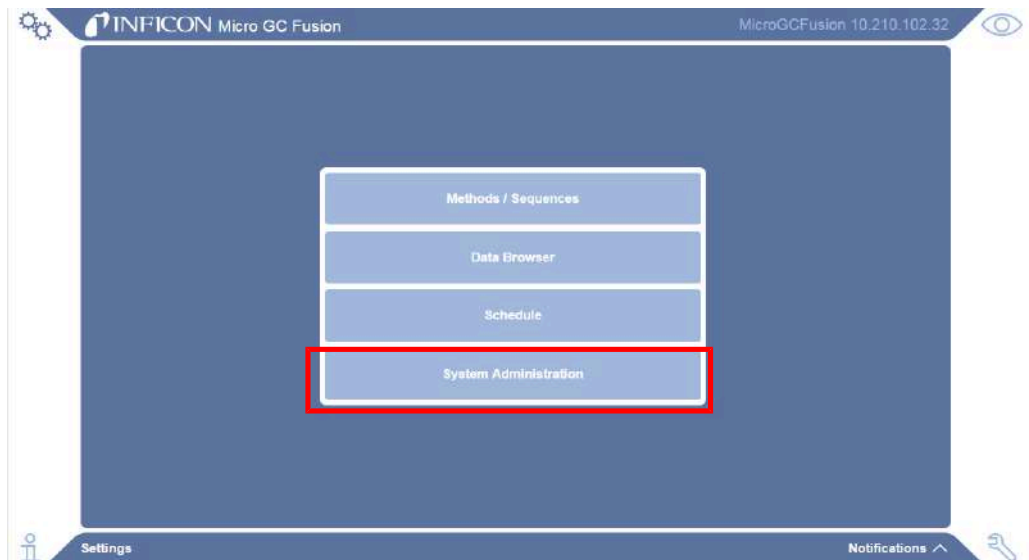 INFICON Micro GC Fusion
MicroGCFusion 10.210.102.32
Methods / Sequences
Data Browser
Schedule
System Administration
Settings
Notifications